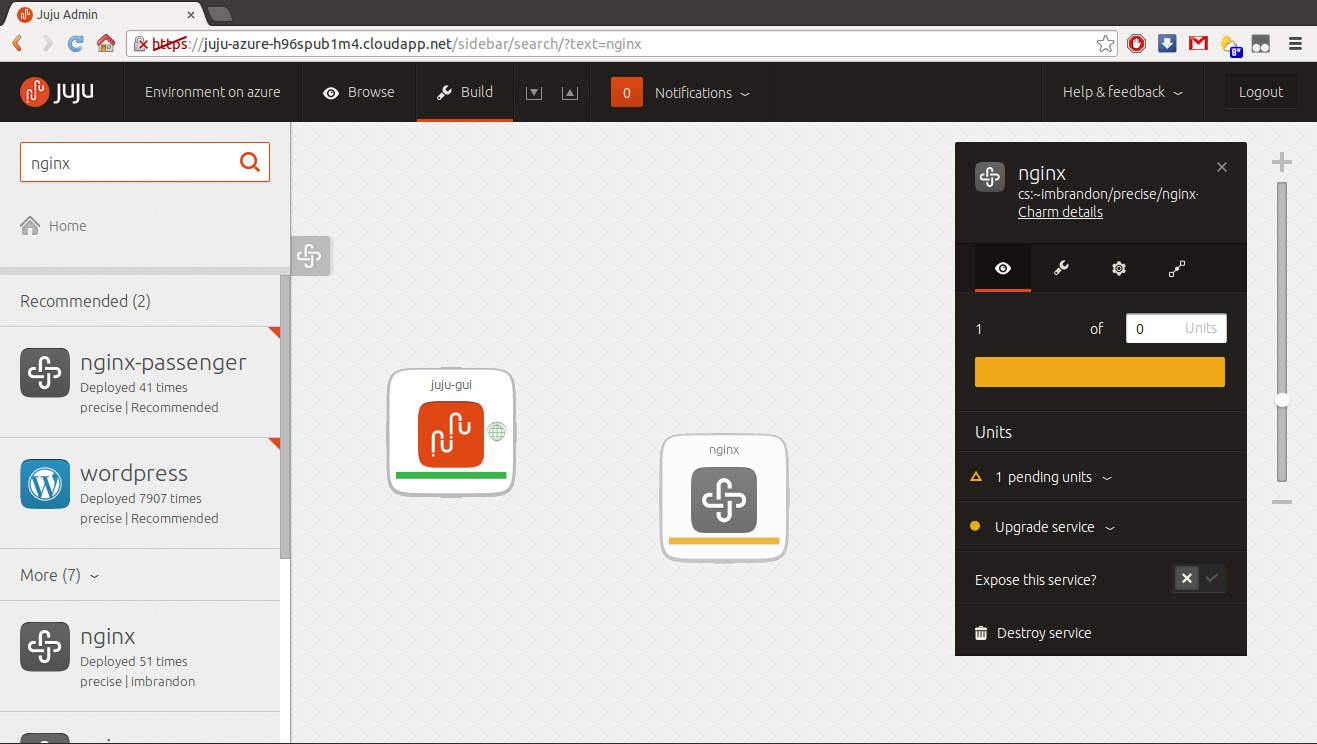 Juju Admin
https://juju-azure-h96spub1m4.cloudapp.net/sidebar/search/?text=nginx
8°
juju
Environment on azure
Browse
Build
0
Notifications
Help & feedback
Logout
nginx
Home
Recommended (2)
nginx-passenger
Deployed 41 times
precise | Recommended
wordpress
Deployed 7907 times
precise | Recommended
More (7)
nginx
Deployed 51 times
precise | imbrandon
juju-gui
nginx
nginx
cs:~imbrandon/precise/nginx-
Charm details
1 of 0 Units
Units
1 pending units
Upgrade service
Expose this service?
Destroy service